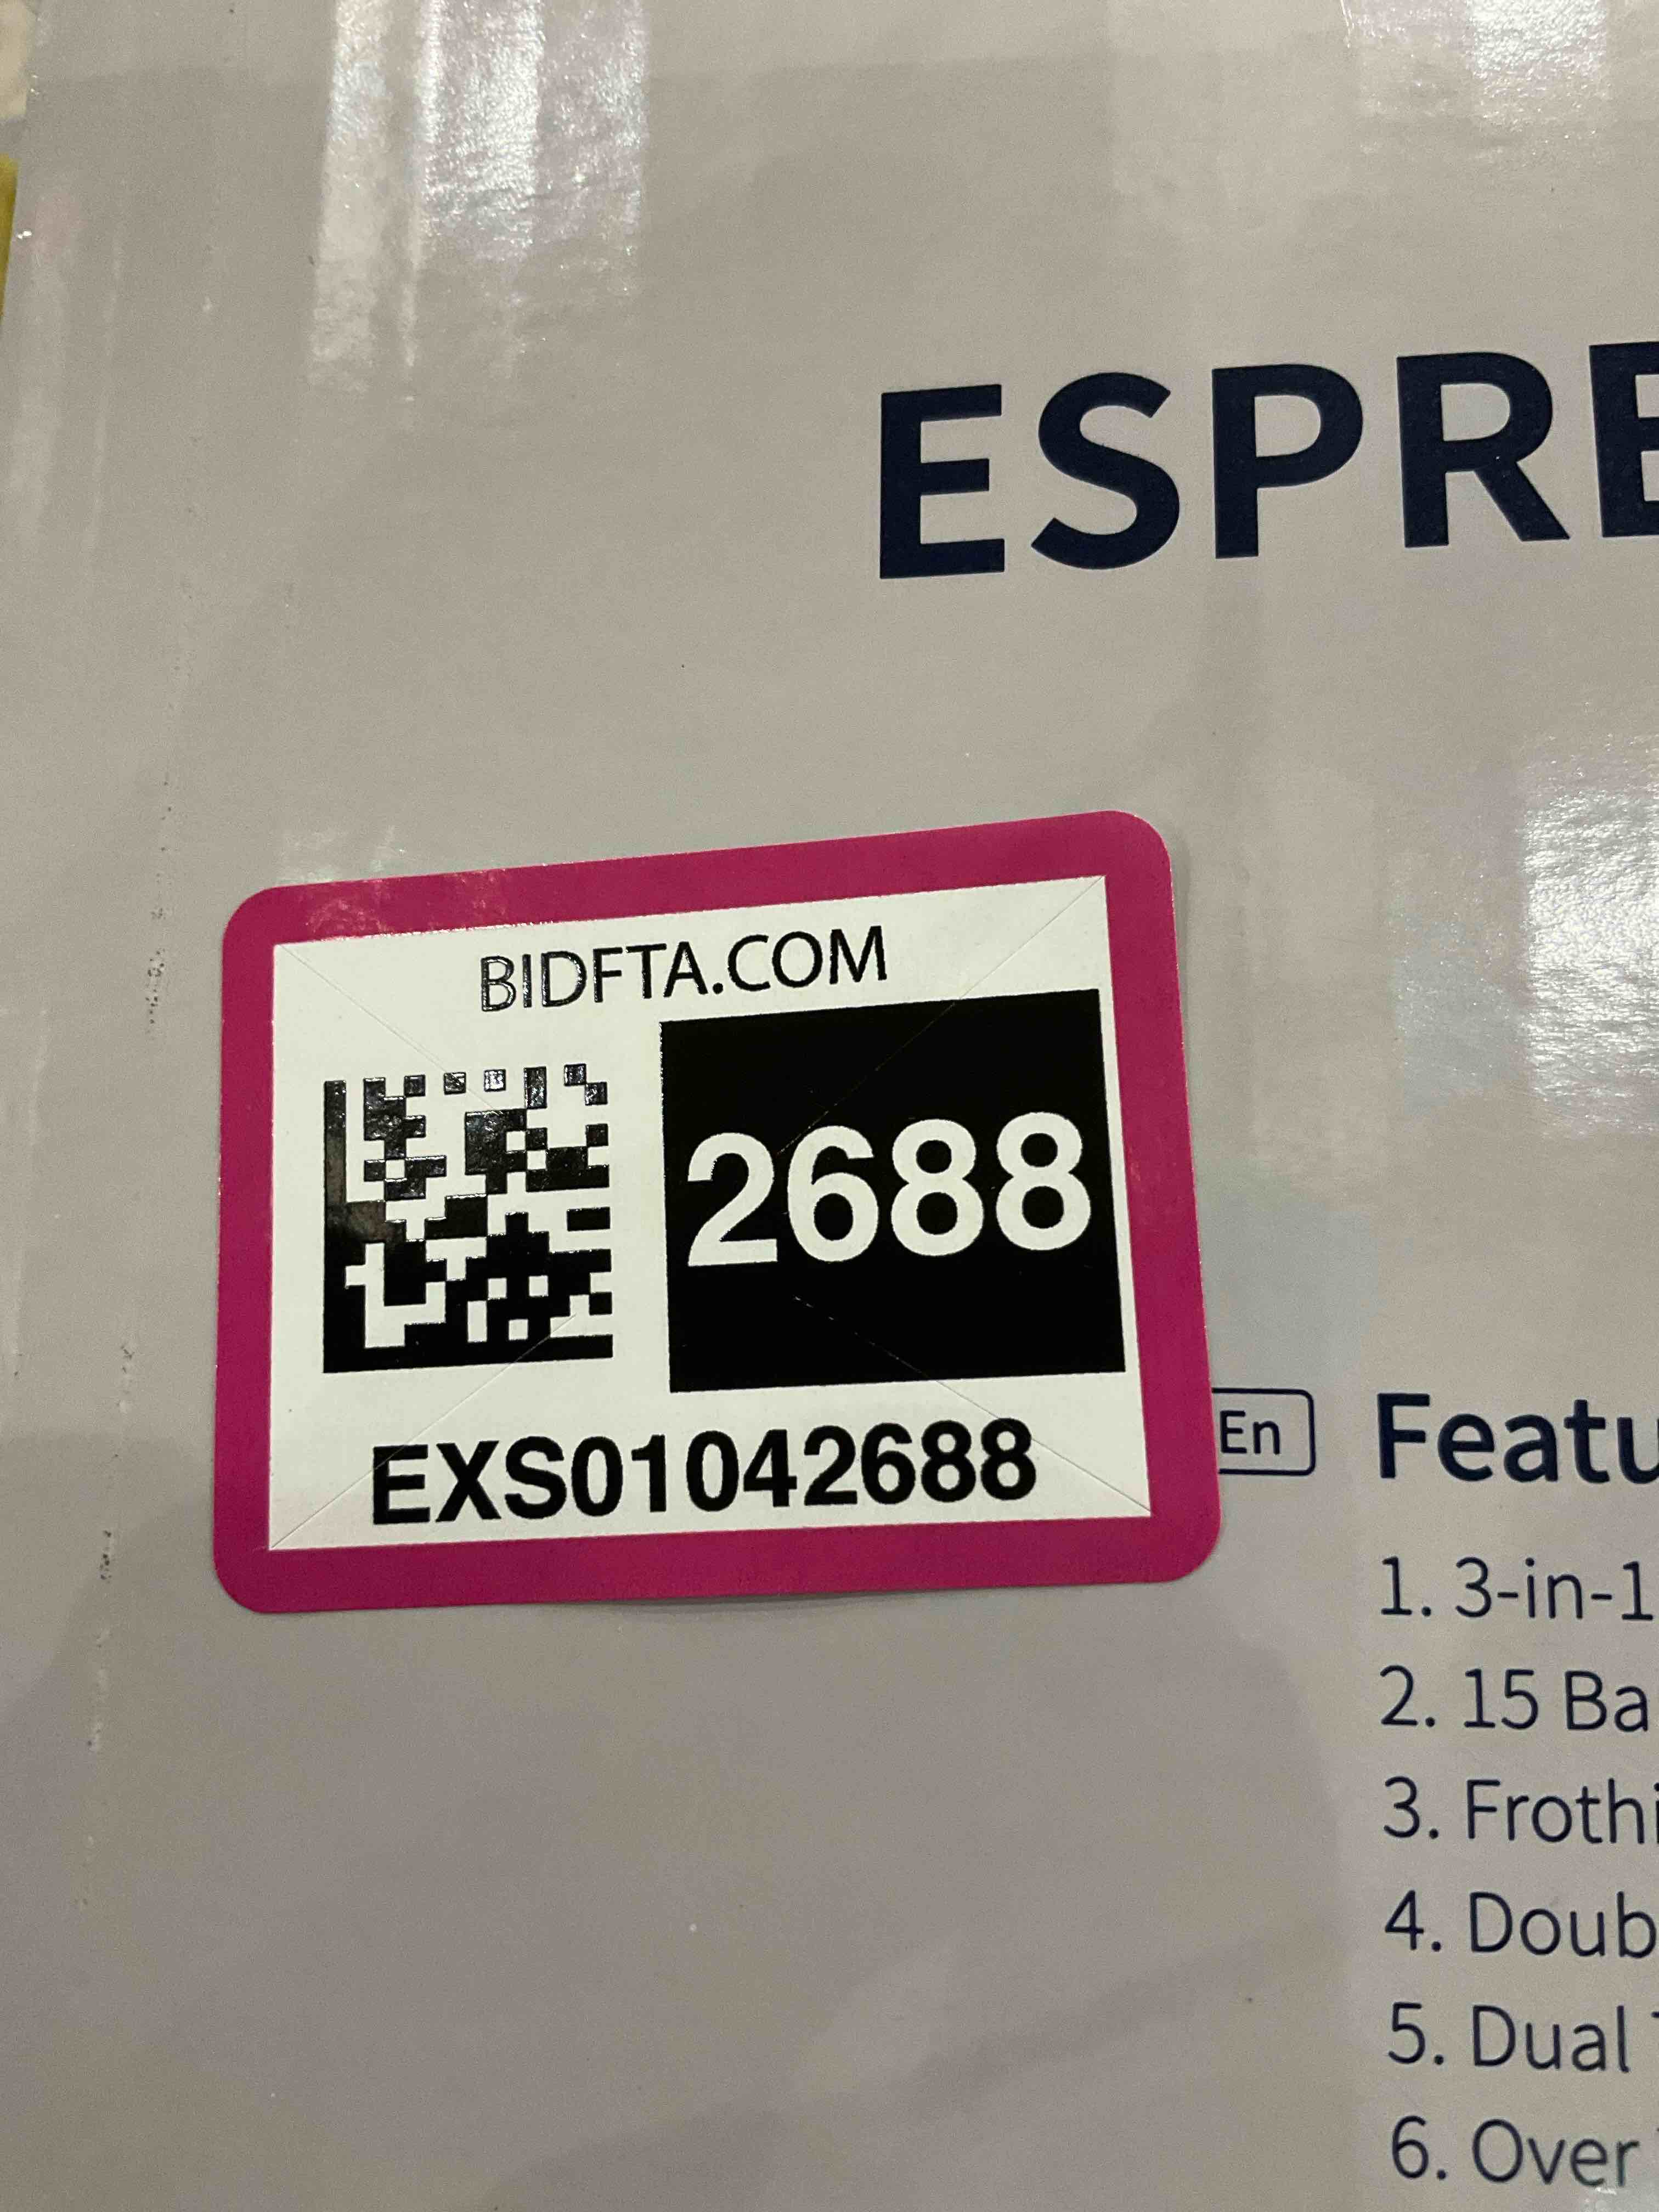 ESPRE
BIDFTA.COM
2688
EXS01042688
En Featu
1. 3-in-1
2. 15 Ba
3. Frothi
4. Doub
5. Dual
6. Over